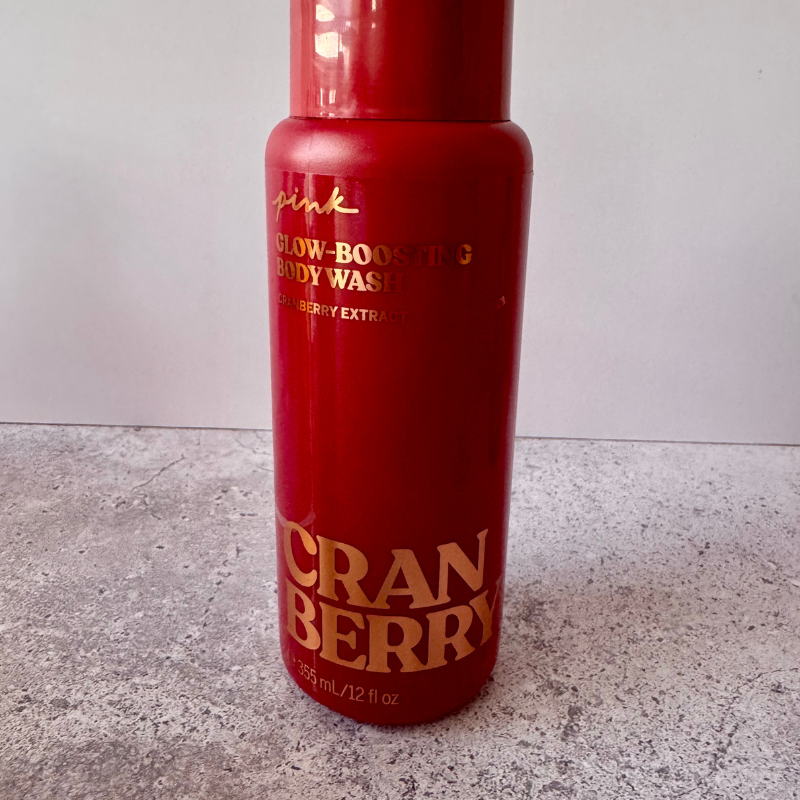 pink
GLOW-BOOSTING
BODY WASH
CRANBERRY EXTRACT
CRAN
BERRY
355 mL/12 fl oz